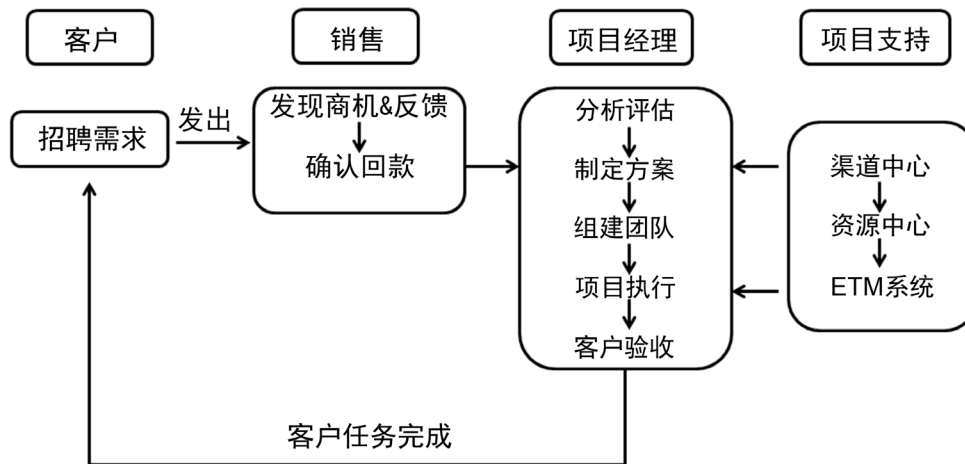 客户
销售
项目经理
项目支持
招聘需求
发出
发现商机&反馈
确认回款
分析评估
制定方案
组建团队
项目执行
客户验收
渠道中心
资源中心
ETM系统
客户任务完成